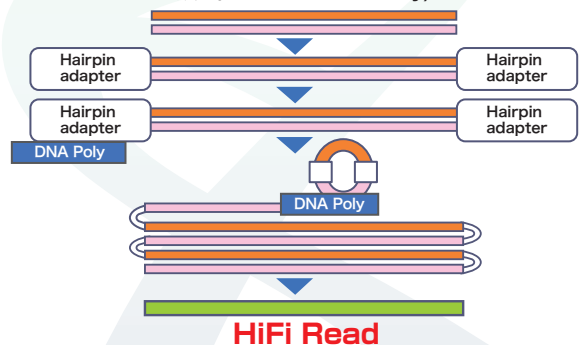 Hairpin
adapter
Hairpin
adapter
Hairpin
adapter
Hairpin
adapter
DNA Poly
DNA Poly
HiFi Read